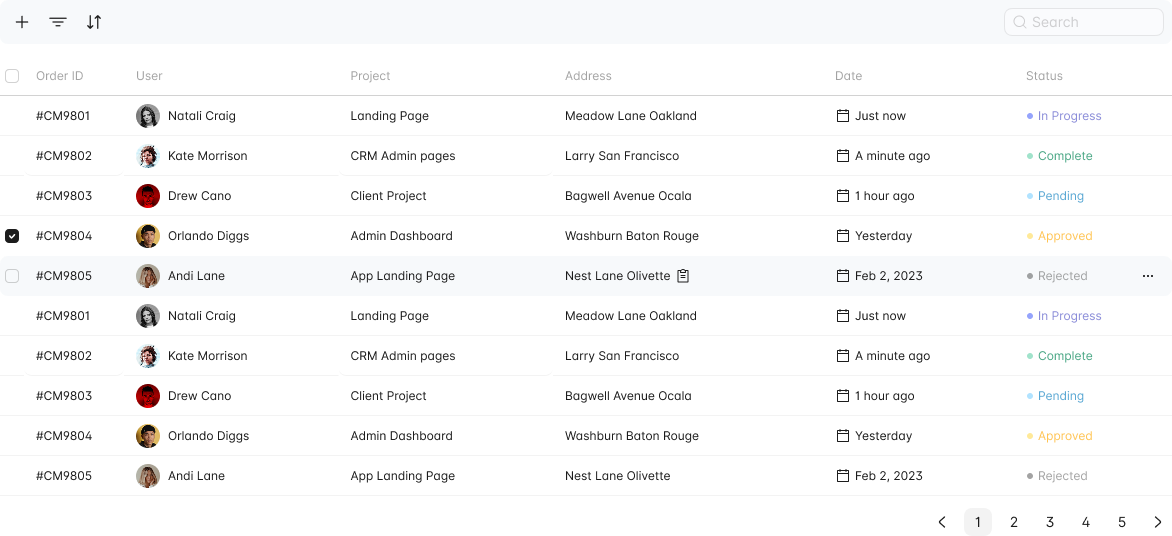 Search
Order ID User Project Address Date Status
#CM9801 Natali Craig Landing Page Meadow Lane Oakland Just now In Progress
#CM9802 Kate Morrison CRM Admin pages Larry San Francisco A minute ago Complete
#CM9803 Drew Cano Client Project Bagwell Avenue Ocala 1 hour ago Pending
#CM9804 Orlando Diggs Admin Dashboard Washburn Baton Rouge Yesterday Approved
#CM9805 Andi Lane App Landing Page Nest Lane Olivette Feb 2, 2023 Rejected
#CM9801 Natali Craig Landing Page Meadow Lane Oakland Just now In Progress
#CM9802 Kate Morrison CRM Admin pages Larry San Francisco A minute ago Complete
#CM9803 Drew Cano Client Project Bagwell Avenue Ocala 1 hour ago Pending
#CM9804 Orlando Diggs Admin Dashboard Washburn Baton Rouge Yesterday Approved
#CM9805 Andi Lane App Landing Page Nest Lane Olivette Feb 2, 2023 Rejected
1 2 3 4 5